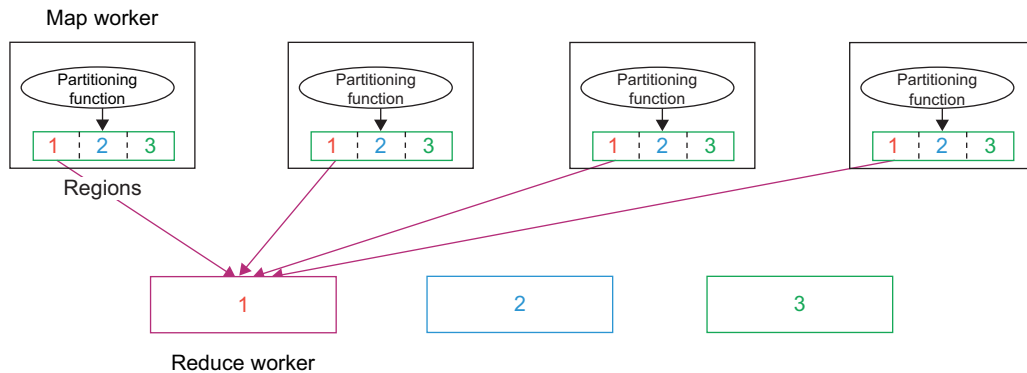 Map worker
Partitioning
function
1 2 3
Partitioning
function
1 2 3
Partitioning
function
1 2 3
Partitioning
function
1 2 3
Regions
1
2
3
Reduce worker